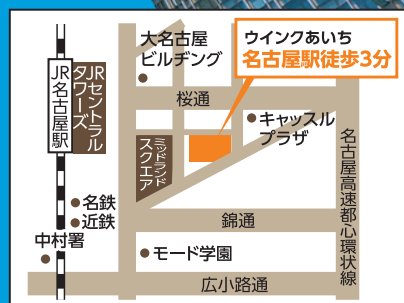 大名古屋
ビルヂング
ウインクあいち
名古屋駅徒歩3分
JR名古屋駅
JRセントラル
タワーズ
桜通
キャッスル
プラザ
ミッドランド
スクエア
名古屋高速都心環状線
名鉄
近鉄
錦通
中村署
モード学園
広小路通